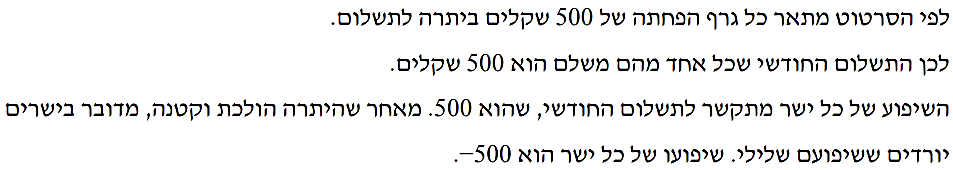 לפי הסרטוט מתאר כל גרף הפחתה של 500 שקלים ביתרה לתשלום.
לכן התשלום החודשי שכל אחד מהם משלם הוא 500 שקלים.
השיפוע של כל ישר מתקשר לתשלום החודשי, שהוא 500. מאחר שהיתרה הולכת וקטנה, מדובר בישרים
יורדים ששיפועם שלילי. שיפועו של כל ישר הוא 500−.